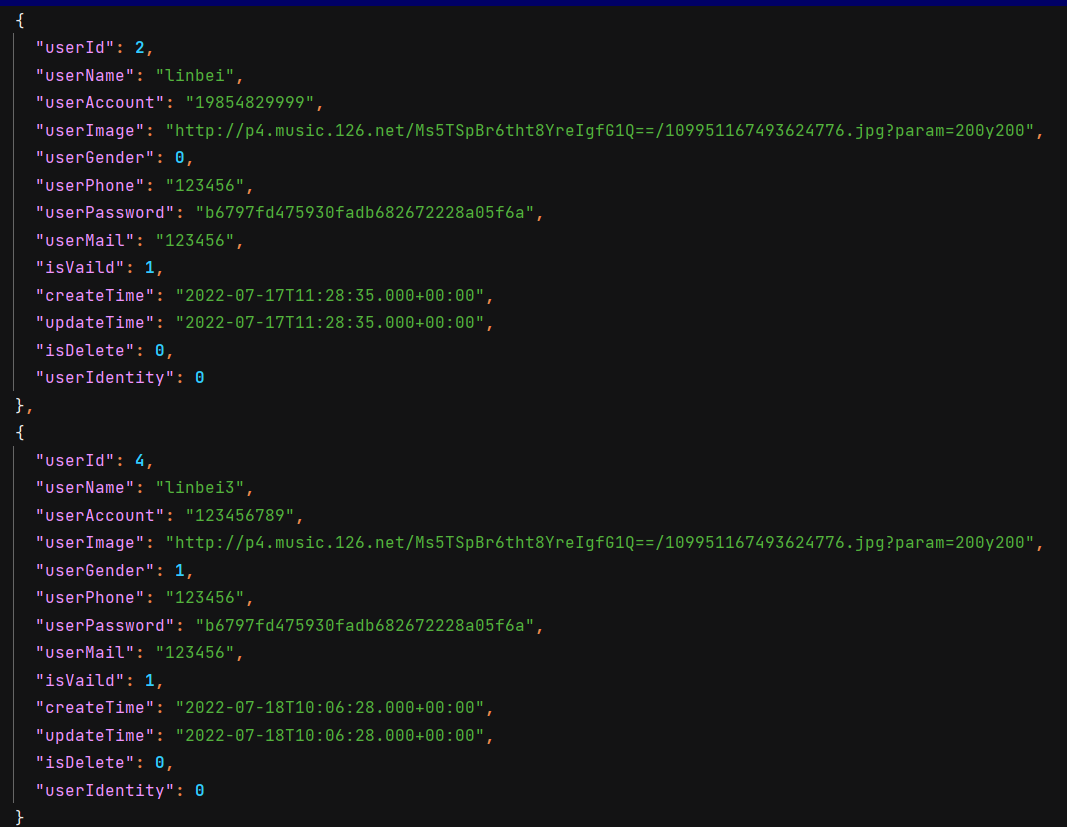 {
"userId": 2,
"userName": "linbei",
"userAccount": "19854829999",
"userImage": "http://p4.music.126.net/Ms5TSpBr6tht8YreIgfG1Q==/109951167493624776.jpg?param=200y200",
"userGender": 0,
"userPhone": "123456",
"userPassword": "b6797fd475930fadb682672228a05f6a",
"userMail": "123456",
"isVaild": 1,
"createTime": "2022-07-17T11:28:35.000+00:00",
"updateTime": "2022-07-17T11:28:35.000+00:00",
"isDelete": 0,
"userIdentity": 0
},
{
"userId": 4,
"userName": "linbei3",
"userAccount": "123456789",
"userImage": "http://p4.music.126.net/Ms5TSpBr6tht8YreIgfG1Q==/109951167493624776.jpg?param=200y200",
"userGender": 1,
"userPhone": "123456",
"userPassword": "b6797fd475930fadb682672228a05f6a",
"userMail": "123456",
"isVaild": 1,
"createTime": "2022-07-18T10:06:28.000+00:00",
"updateTime": "2022-07-18T10:06:28.000+00:00",
"isDelete": 0,
"userIdentity": 0
}